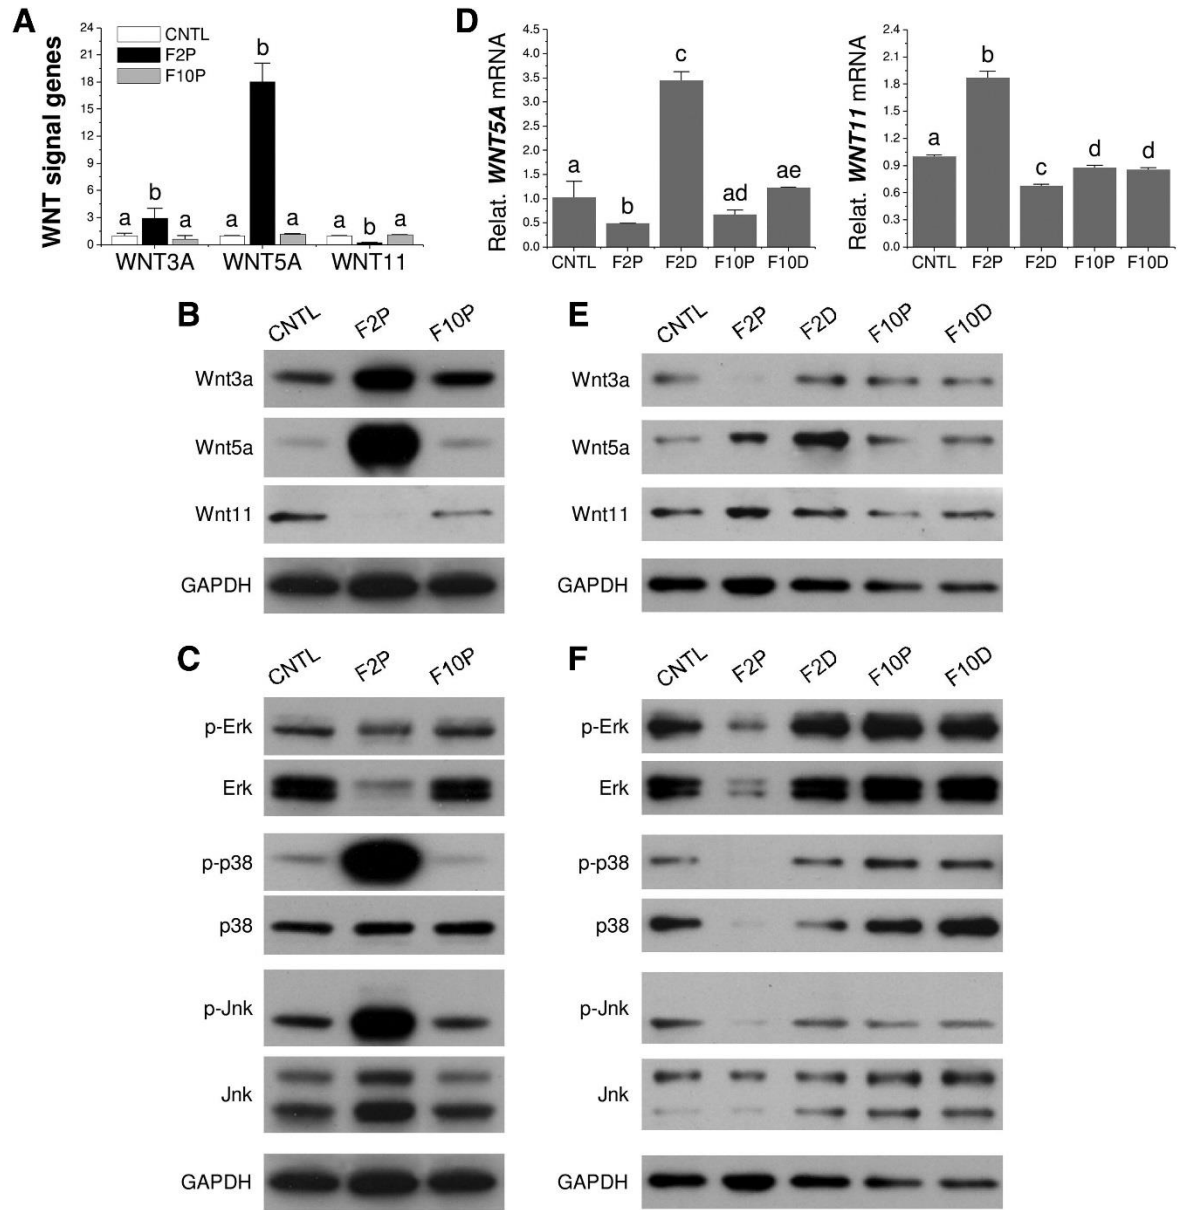 A
WNT signal genes
24
21
18
15
12
9
6
3
0
CNTL
F2P
F10P
a b a a b a a b a
WNT3A WNT5A WNT11
D
Relat. WNT5A mRNA
4.5
4.0
3.5
3.0
2.5
2.0
1.5
1.0
0.5
0.0
a b c ad ae
CNTL F2P F2D F10P F10D
Relat. WNT11 mRNA
2.4
2.1
1.8
1.5
1.2
0.9
0.6
0.3
0.0
a b c d d
CNTL F2P F2D F10P F10D
B
CNTL F2P F10P
Wnt3a
Wnt5a
Wnt11
GAPDH
E
CNTL F2P F2D F10P F10D
Wnt3a
Wnt5a
Wnt11
GAPDH
C
CNTL F2P F10P
p-Erk
Erk
p-p38
p38
p-Jnk
Jnk
GAPDH
F
CNTL F2P F2D F10P F10D
p-Erk
Erk
p-p38
p38
p-Jnk
Jnk
GAPDH